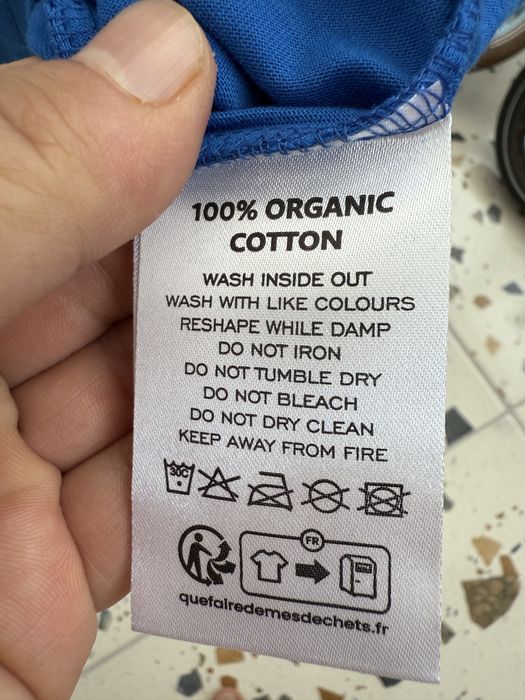 100% ORGANIC
COTTON
WASH INSIDE OUT
WASH WITH LIKE COLOURS
RESHAPE WHILE DAMP
DO NOT IRON
DO NOT TUMBLE DRY
DO NOT BLEACH
DO NOT DRY CLEAN
KEEP AWAY FROM FIRE
30C
FR
quefairedemesdechets.fr